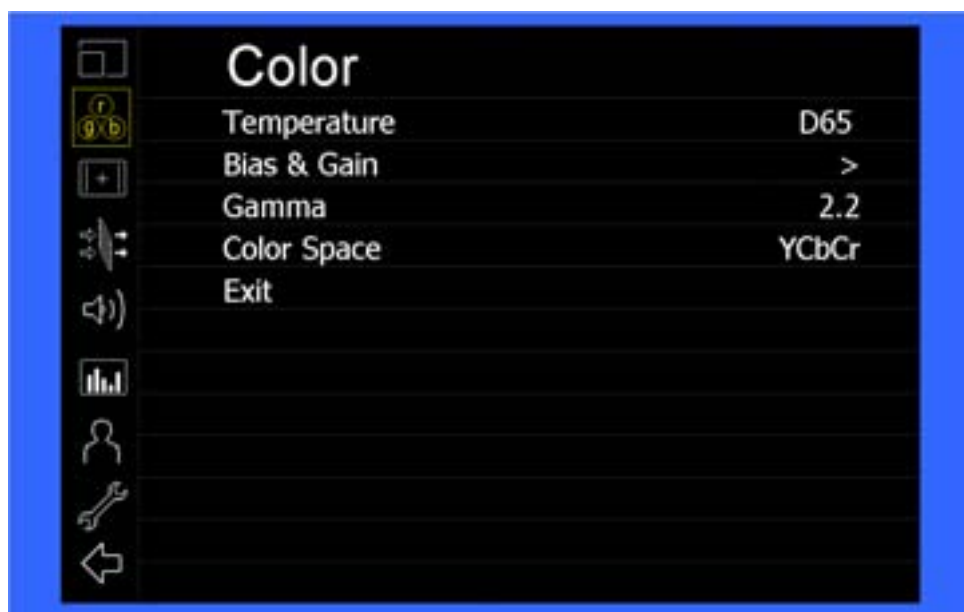 Color
r
g b
Temperature D65
Bias & Gain >
Gamma 2.2
Color Space YCbCr
Exit